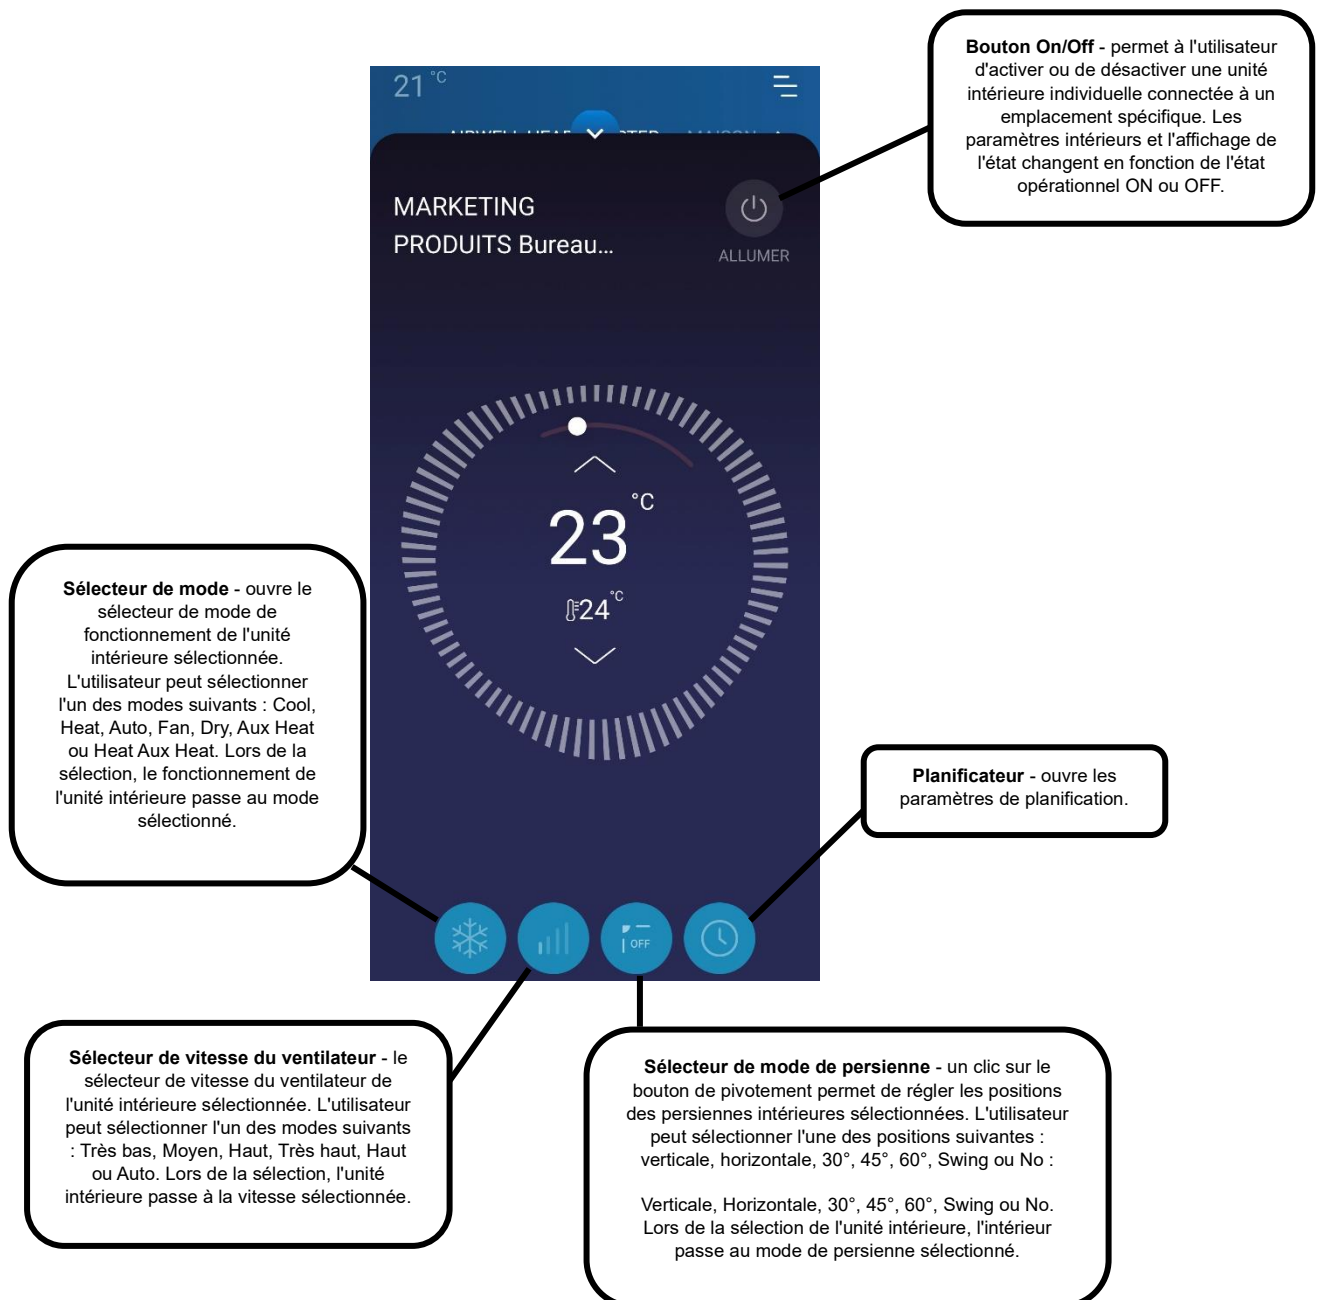 Bouton On/Off - permet à l'utilisateur
d'activer ou de désactiver une unité
intérieure individuelle connectée à un
emplacement spécifique. Les
paramètres intérieurs et l'affichage de
l'état changent en fonction de l'état
opérationnel ON ou OFF.
21 °C
MARKETING
PRODUITS Bureau...
ALLUMER
23 °C
24 °C
Sélecteur de mode - ouvre le
sélecteur de mode de
fonctionnement de l'unité
intérieure sélectionnée.
L'utilisateur peut sélectionner
l'un des modes suivants : Cool,
Heat, Auto, Fan, Dry, Aux Heat
ou Heat Aux Heat. Lors de la
sélection, le fonctionnement de
l'unité intérieure passe au mode
sélectionné.
Planificateur - ouvre les
paramètres de planification.
OFF
Sélecteur de vitesse du ventilateur - le
sélecteur de vitesse du ventilateur de
l'unité intérieure sélectionnée. L'utilisateur
peut sélectionner l'un des modes suivants
: Très bas, Moyen, Haut, Très haut, Haut
ou Auto. Lors de la sélection, l'unité
intérieure passe à la vitesse sélectionnée.
Sélecteur de mode de persienne - un clic sur le
bouton de pivotement permet de régler les positions
des persiennes intérieures sélectionnées. L'utilisateur
peut sélectionner l'une des positions suivantes :
verticale, horizontale, 30°, 45°, 60°, Swing ou No :
Verticale, Horizontale, 30°, 45°, 60°, Swing ou No.
Lors de la sélection de l'unité intérieure, l'intérieur
passe au mode de persienne sélectionné.